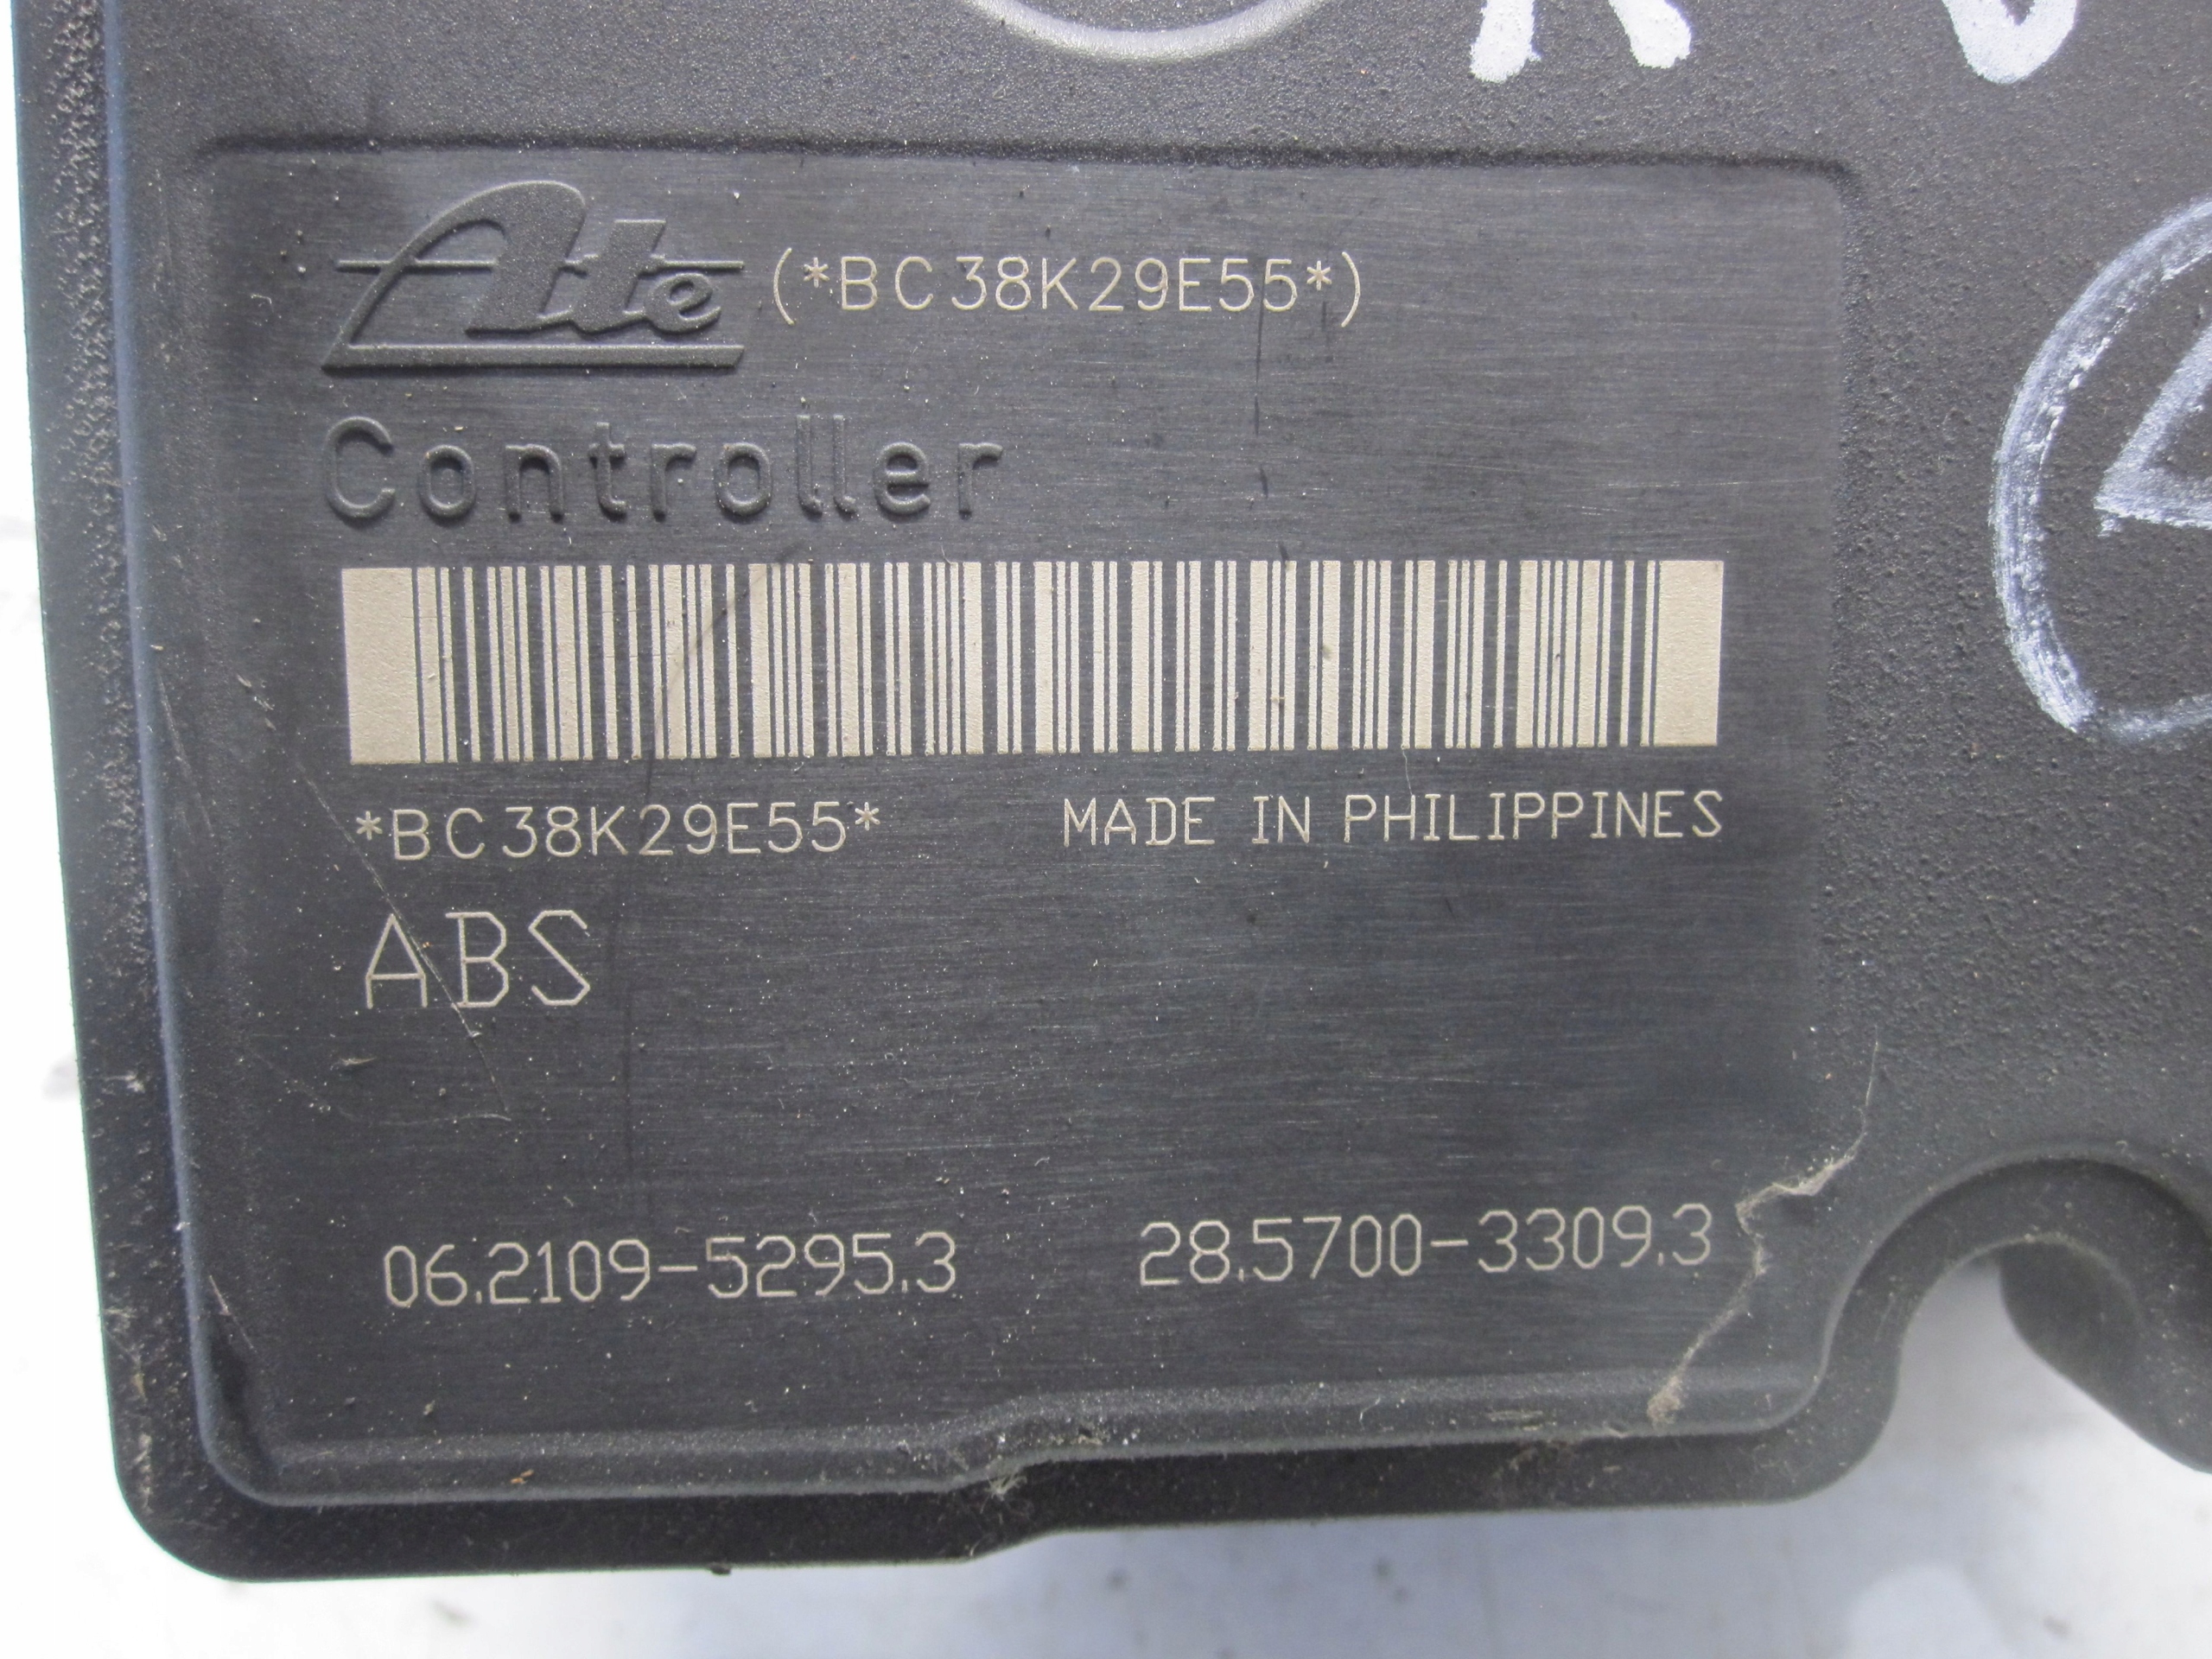 Ate (*BC38K29E55*)
Controller
*BC38K29E55* MADE IN PHILIPPINES
ABS
06.2109-5295.3 28.5700-3309.3